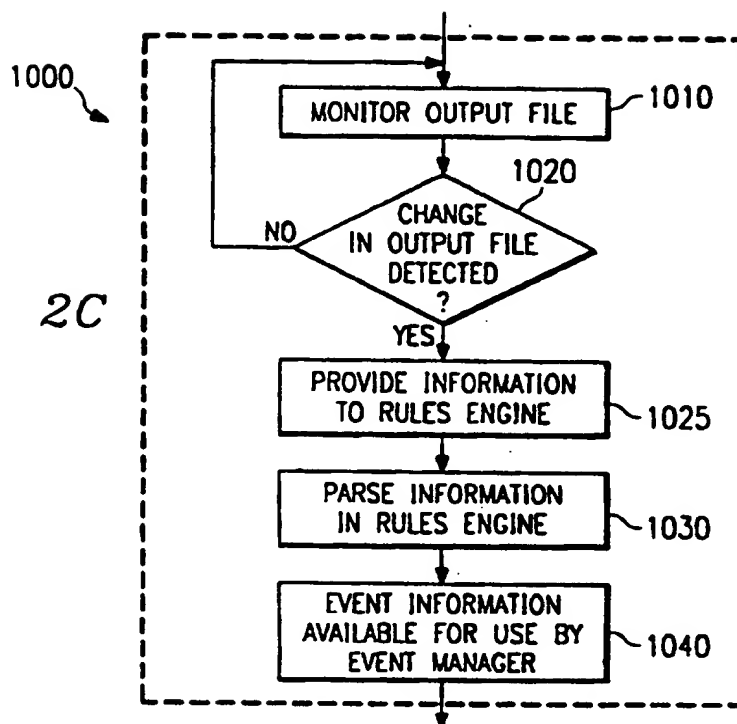 1000
MONITOR OUTPUT FILE
1010
1020
CHANGE
IN OUTPUT FILE
DETECTED
?
NO
YES
2C
PROVIDE INFORMATION
TO RULES ENGINE
1025
PARSE INFORMATION
IN RULES ENGINE
1030
EVENT INFORMATION
AVAILABLE FOR USE BY
EVENT MANAGER
1040